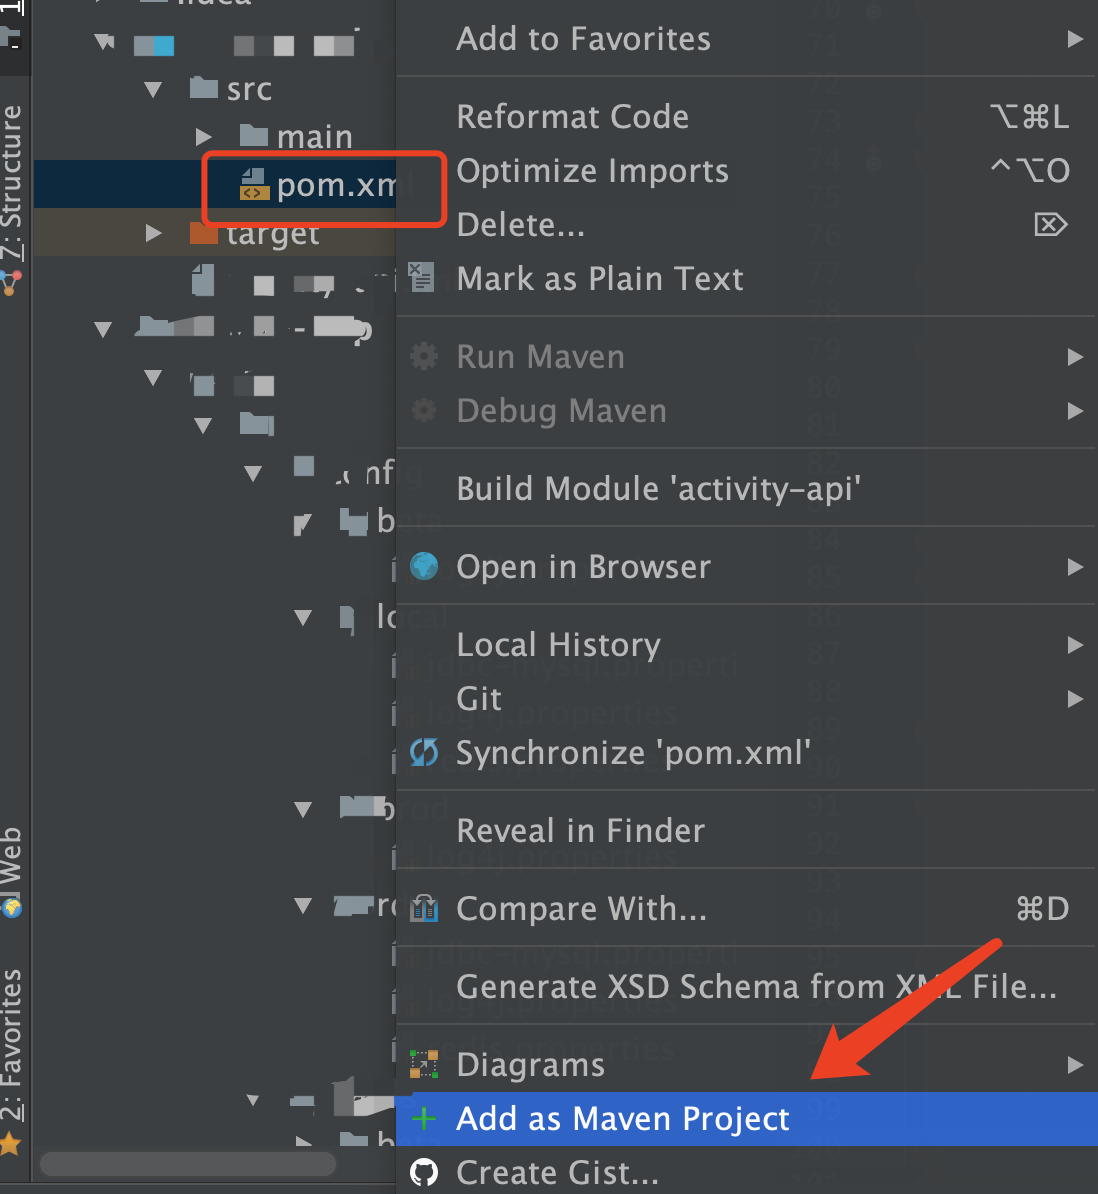 1
7: Structure
Web
2: Favorites
src
main
pom.xml
target
Add to Favorites
Reformat Code ⌥⌘L
Optimize Imports ^⌥O
Delete... ⌦
Mark as Plain Text
Run Maven
Debug Maven
Build Module 'activity-api'
Open in Browser
Local History
Git
Synchronize 'pom.xml'
Reveal in Finder
Compare With... ⌘D
Generate XSD Schema from XML File...
Diagrams
Add as Maven Project
Create Gist...